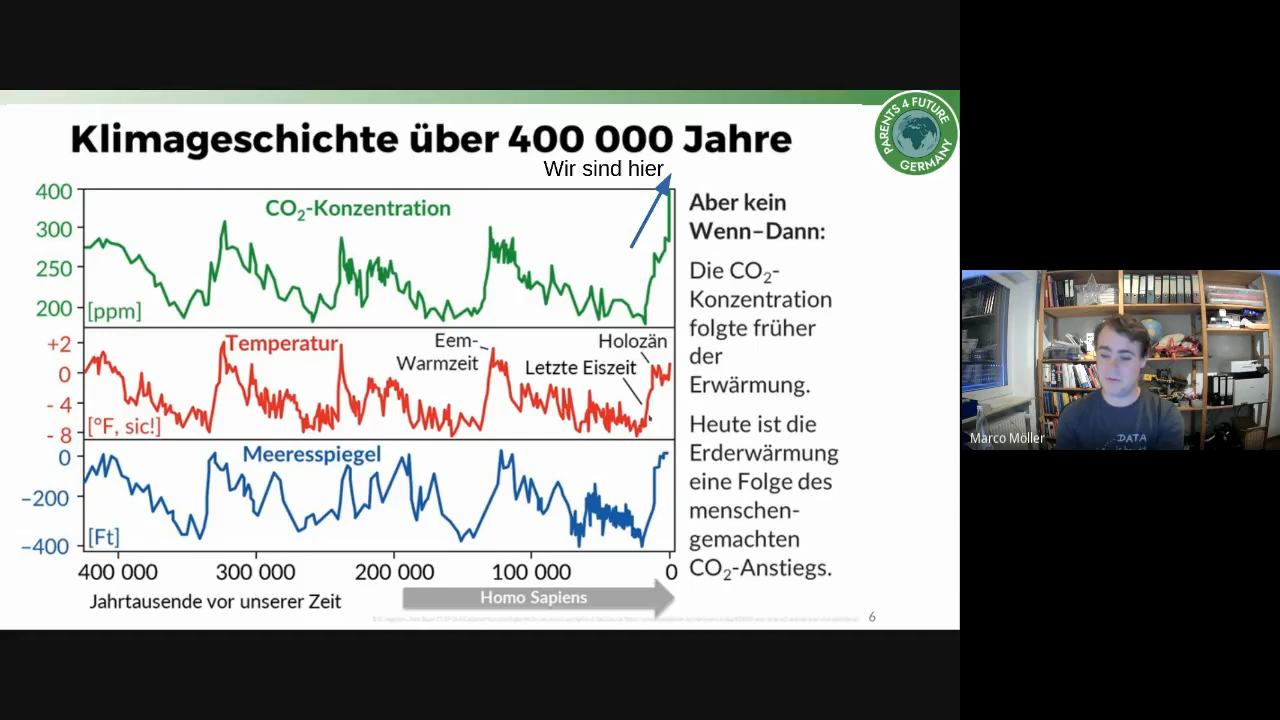 Klimageschichte über 400 000 Jahre
PARENTS 4 FUTURE
GERMANY
Wir sind hier
400
300
250
200
CO₂-Konzentration
[ppm]
+2
0
- 4
- 8
Temperatur
[°F, sic!]
Eem-
Warmzeit
Holozän
Letzte Eiszeit
0
−200
−400
Meeresspiegel
[Ft]
400 000
300 000
200 000
100 000
0
Jahrtausende vor unserer Zeit
Homo Sapiens
Aber kein
Wenn–Dann:
Die CO₂-
Konzentration
folgte früher
der
Erwärmung.
Heute ist die
Erderwärmung
eine Folge des
menschen-
gemachten
CO₂-Anstiegs.
6
DATA
Marco Möller